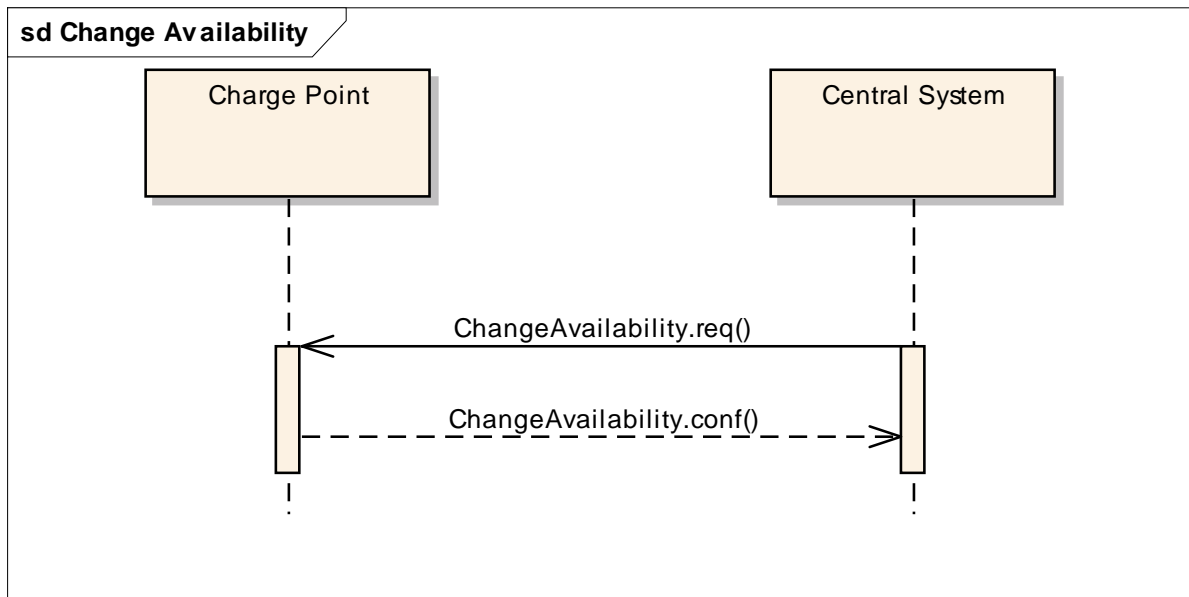 sd Change Availability
Charge Point
Central System
ChangeAvailability.req()
ChangeAvailability.conf()